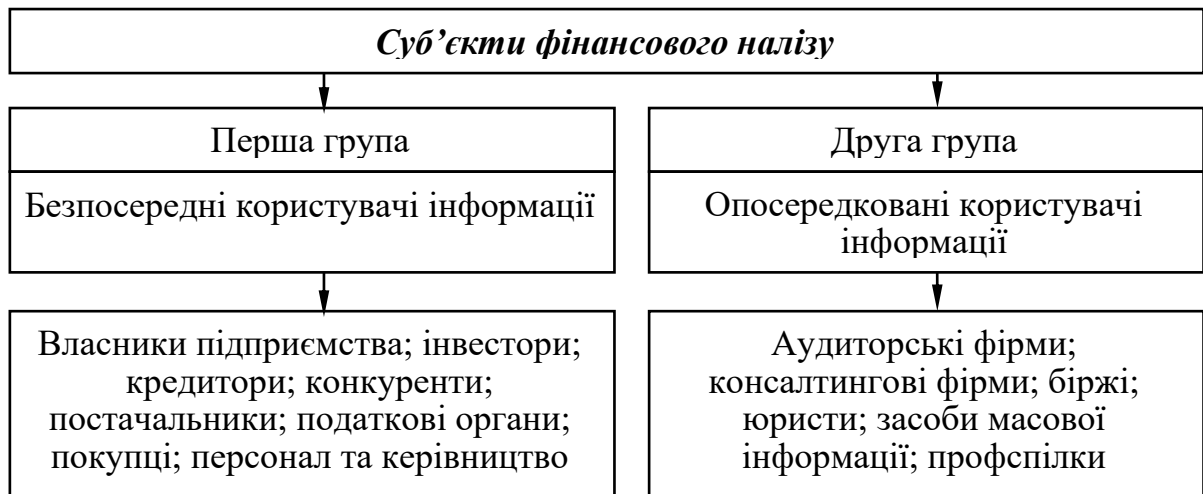 Суб’єкти фінансового налізу
Перша група
Безпосередні користувачі інформації
Власники підприємства; інвестори;
кредитори; конкуренти;
постачальники; податкові органи;
покупці; персонал та керівництво
Друга група
Опосередковані користувачі
інформації
Аудиторські фірми;
консалтингові фірми; біржі;
юристи; засоби масової
інформації; профспілки